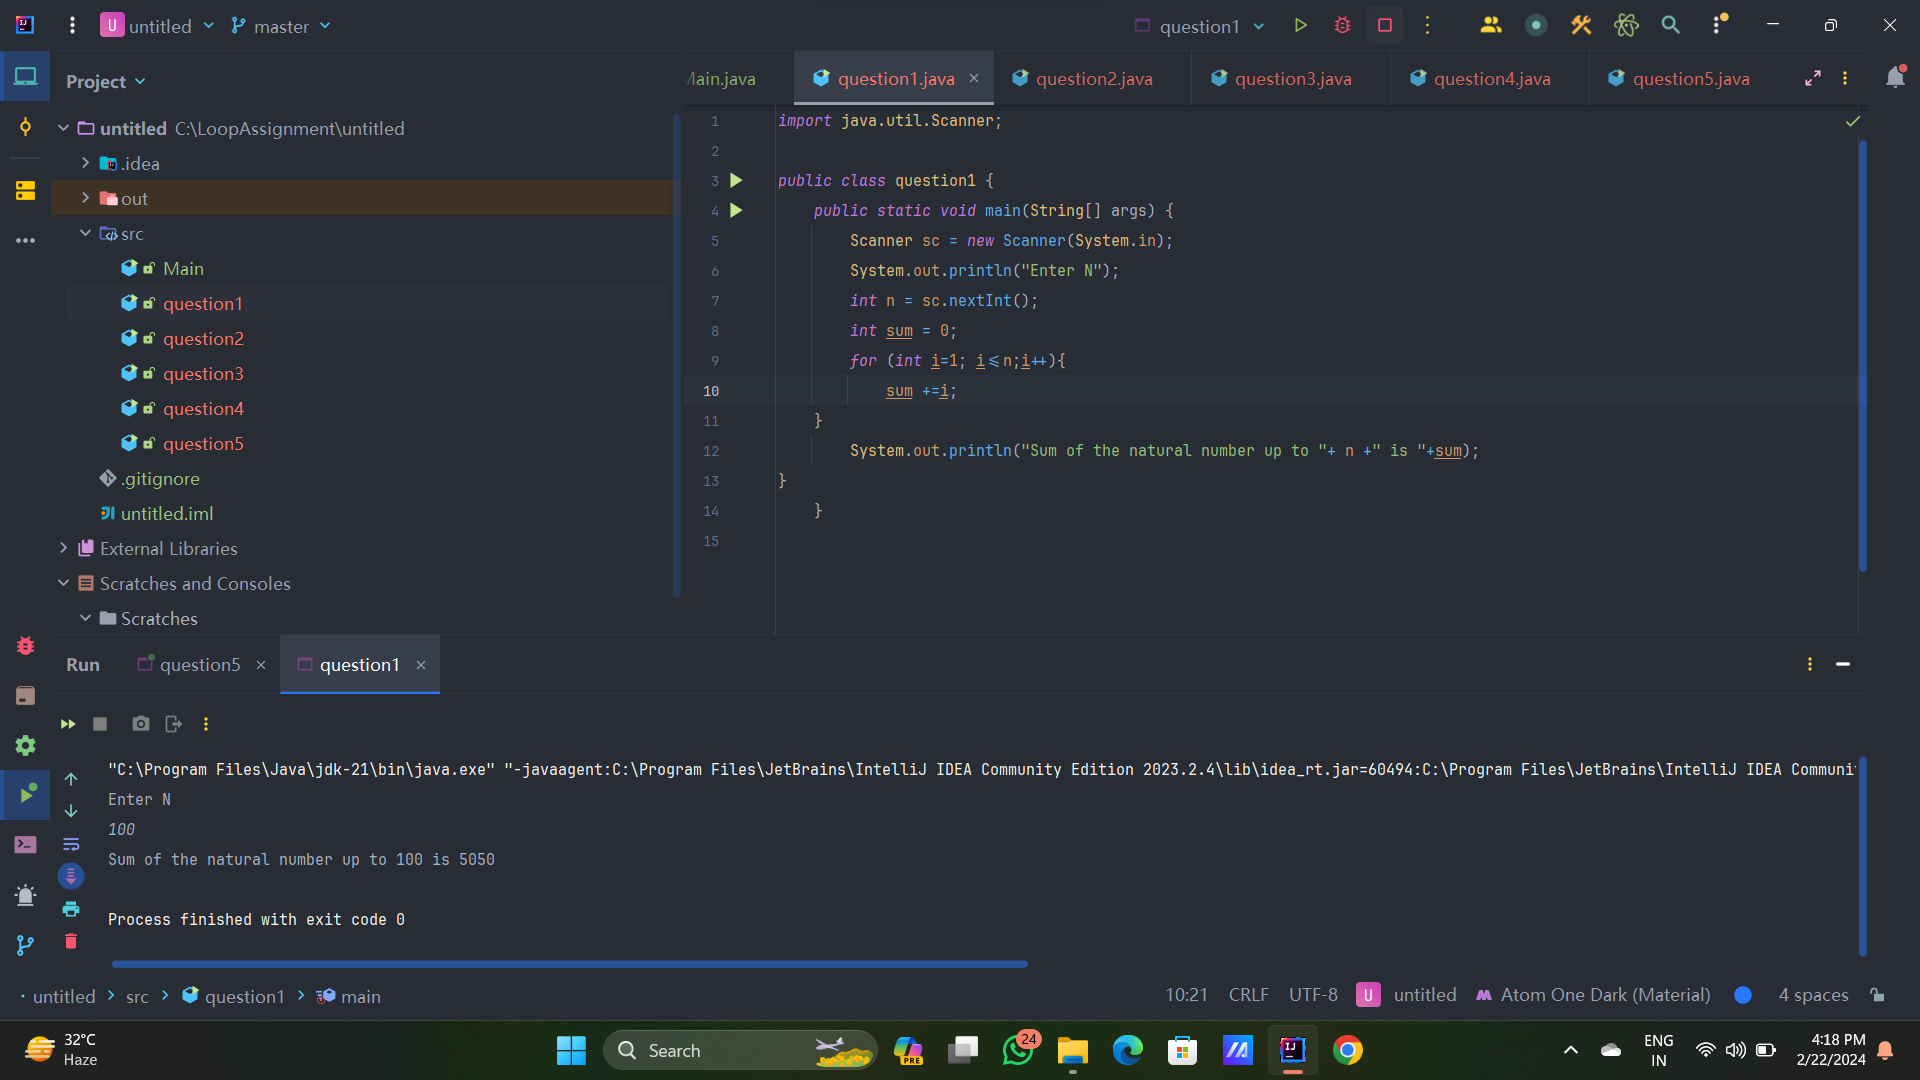 U untitled master question1
Project
Main.java question1.java question2.java question3.java question4.java question5.java
untitled C:\LoopAssignment\untitled
.idea
out
src
Main
question1
question2
question3
question4
question5
.gitignore
untitled.iml
External Libraries
Scratches and Consoles
Scratches
1 import java.util.Scanner;
2
3 public class question1 {
4 public static void main(String[] args) {
5 Scanner sc = new Scanner(System.in);
6 System.out.println("Enter N");
7 int n = sc.nextInt();
8 int sum = 0;
9 for (int i=1; i<=n;i++){
10 sum +=i;
11 }
12 System.out.println("Sum of the natural number up to "+ n +" is "+sum);
13 }
14 }
15
Run question5 question1
"C:\Program Files\Java\jdk-21\bin\java.exe" "-javaagent:C:\Program Files\JetBrains\IntelliJ IDEA Community Edition 2023.2.4\lib\idea_rt.jar=60494:C:\Program Files\JetBrains\IntelliJ IDEA Communi
Enter N
100
Sum of the natural number up to 100 is 5050
Process finished with exit code 0
untitled > src > question1 > main
10:21 CRLF UTF-8 U untitled Atom One Dark (Material) 4 spaces
32°C
Haze
Search
PRE
24
ENG
IN
4:18 PM
2/22/2024